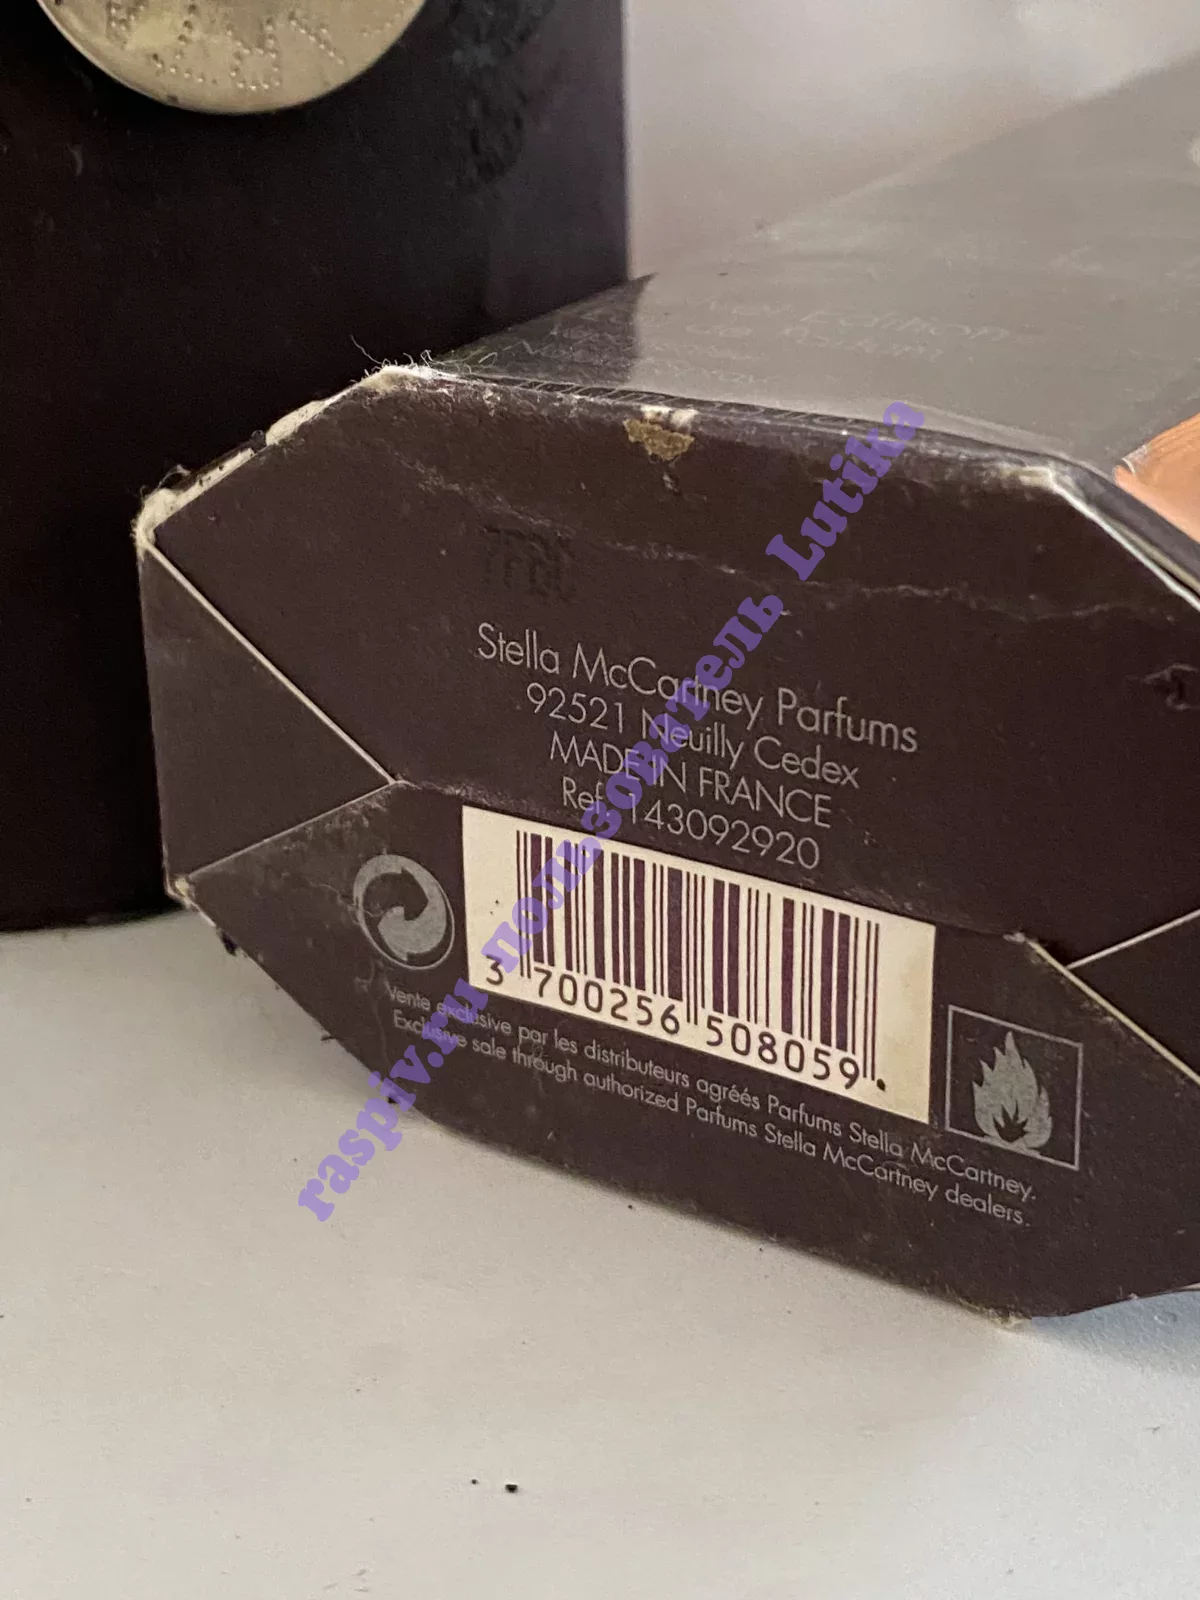 Stella McCartney Parfums
92521 Neuilly Cedex
MADE IN FRANCE
Ref. 143092920
3 700256 508059
Vente exclusive par les distributeurs agréés Parfums Stella McCartney.
Exclusive sale through authorized Parfums Stella McCartney dealers.
raspiv.ru пользователь Lutika